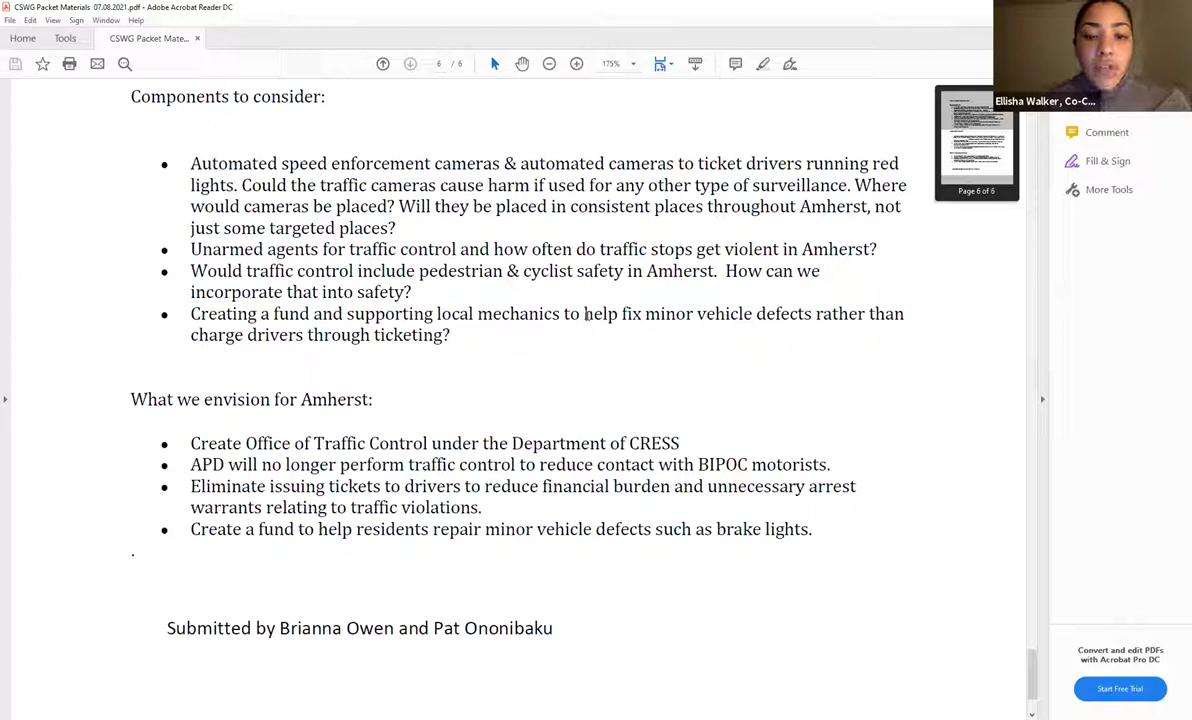 CSWG Packet Materials 07.08.2021.pdf - Adobe Acrobat Reader DC
File Edit View Sign Window Help
Home Tools CSWG Packet Mate... ×
6 / 6 175%
Ellisha Walker, Co-C...
Page 6 of 6
Comment
Fill & Sign
More Tools
Components to consider:
• Automated speed enforcement cameras & automated cameras to ticket drivers running red
lights. Could the traffic cameras cause harm if used for any other type of surveillance. Where
would cameras be placed? Will they be placed in consistent places throughout Amherst, not
just some targeted places?
• Unarmed agents for traffic control and how often do traffic stops get violent in Amherst?
• Would traffic control include pedestrian & cyclist safety in Amherst. How can we
incorporate that into safety?
• Creating a fund and supporting local mechanics to help fix minor vehicle defects rather than
charge drivers through ticketing?
What we envision for Amherst:
• Create Office of Traffic Control under the Department of CRESS
• APD will no longer perform traffic control to reduce contact with BIPOC motorists.
• Eliminate issuing tickets to drivers to reduce financial burden and unnecessary arrest
warrants relating to traffic violations.
• Create a fund to help residents repair minor vehicle defects such as brake lights.
.
Submitted by Brianna Owen and Pat Ononibaku
Convert and edit PDFs
with Acrobat Pro DC
Start Free Trial